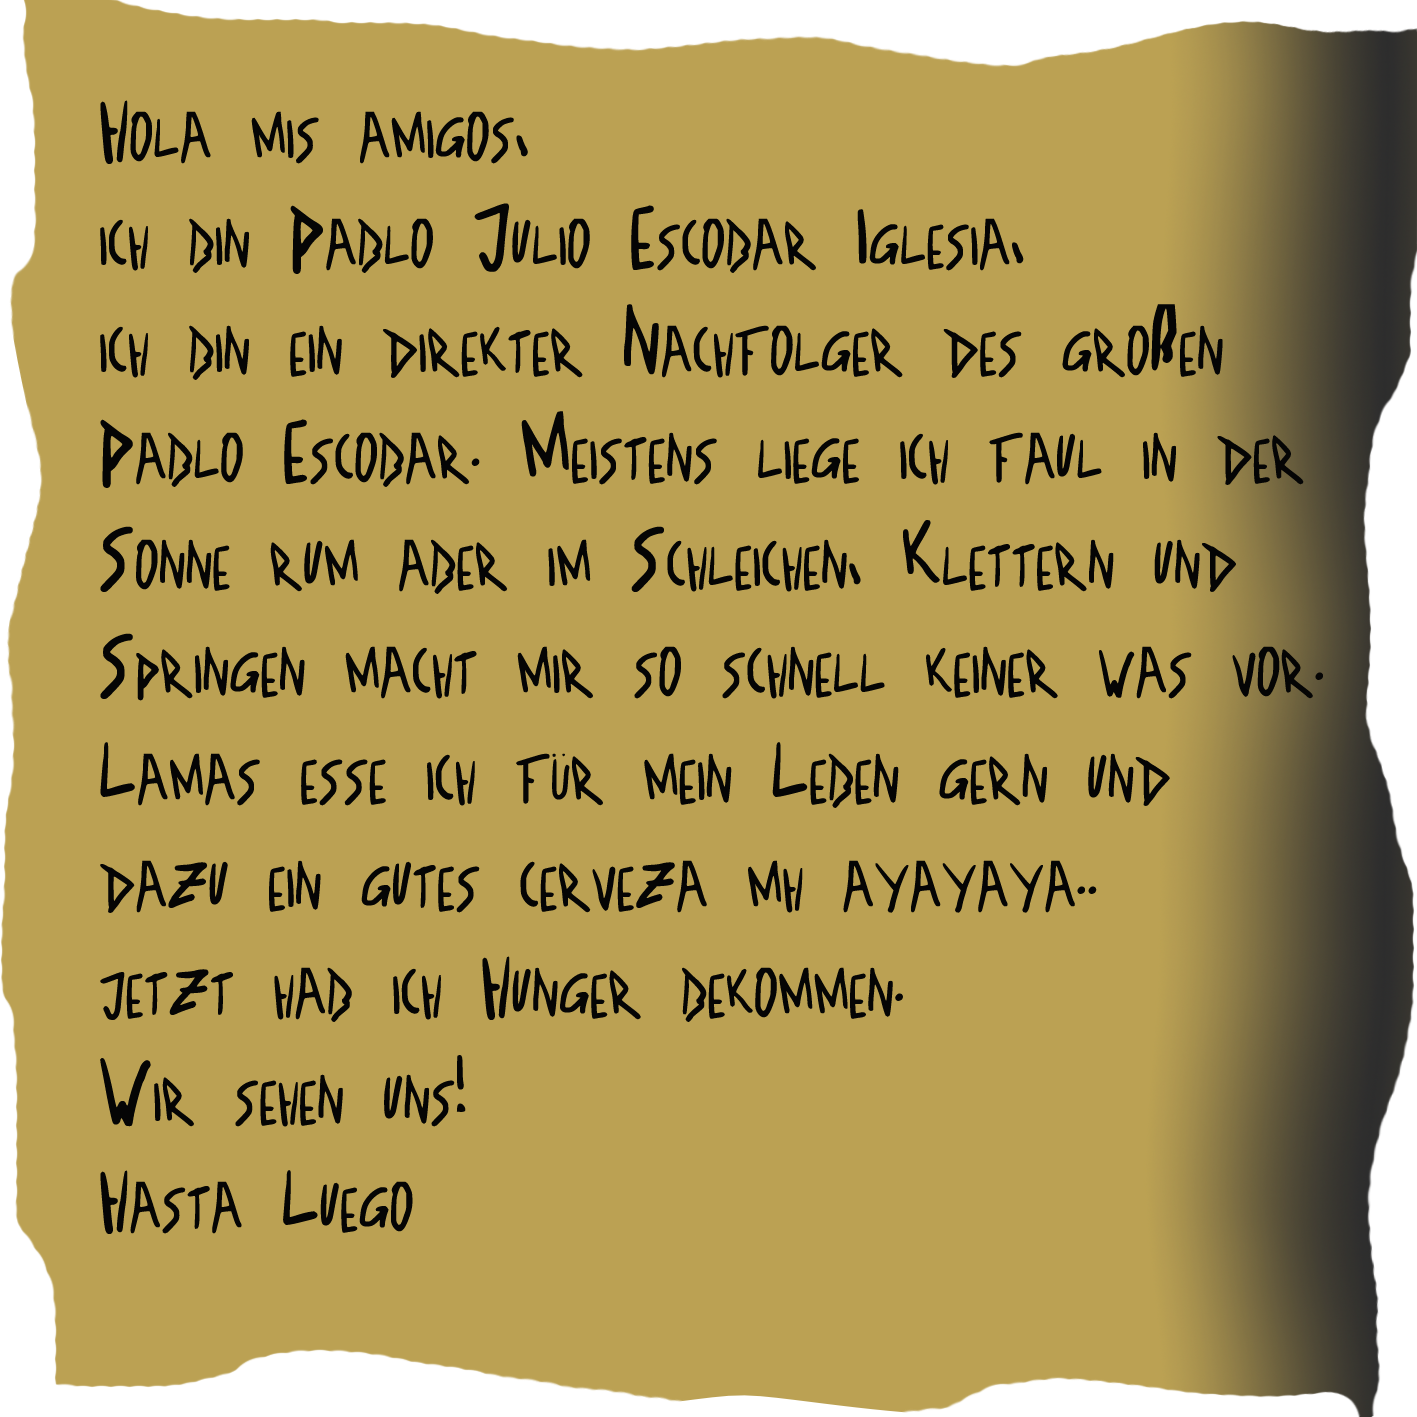 Hola mis amigos,
ich bin Pablo Julio Escobar Iglesia,
ich bin ein direkter Nachfolger des großen
Pablo Escobar. Meistens liege ich faul in der
Sonne rum aber im Schleichen, Klettern und
Springen macht mir so schnell keiner was vor.
Lamas esse ich für mein Leben gern und
dazu ein gutes cerveza mh ayayaya..
jetzt hab ich Hunger bekommen.
Wir sehen uns!
Hasta Luego